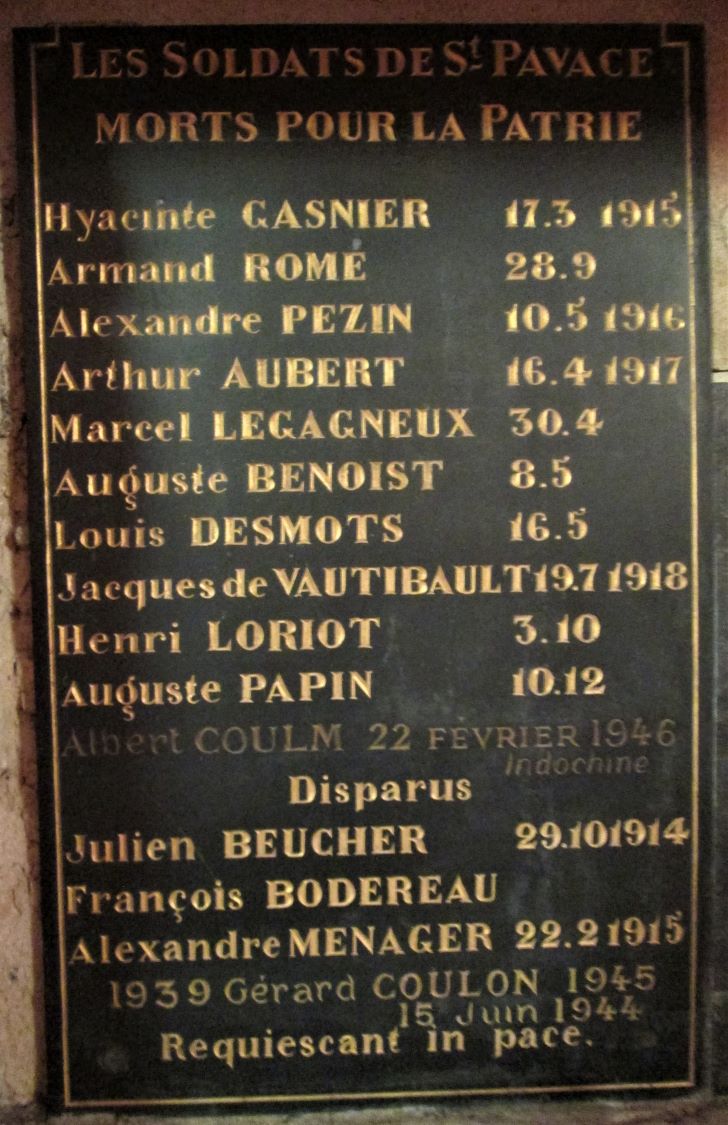 LES SOLDATS DE St PAVACE
MORTS POUR LA PATRIE
Hyacinte GASNIER 17.3 1915
Armand ROMÉ 28.9
Alexandre PEZIN 10.5 1916
Arthur AUBERT 16.4 1917
Marcel LEGAGNEUX 30.4
Auguste BENOIST 8.5
Louis DESMOTS 16.5
Jacques de VAUTIBAULT 19.7 1918
Henri LORIOT 3.10
Auguste PAPIN 10.12
Albert COULM 22 FÉVRIER 1946
Indochine
Disparus
Julien BEUCHER 29.10 1914
François BODEREAU
Alexandre MENAGER 22.2 1915
1939 Gérard COULON 1945
15 Juin 1944
Requiescant in pace.